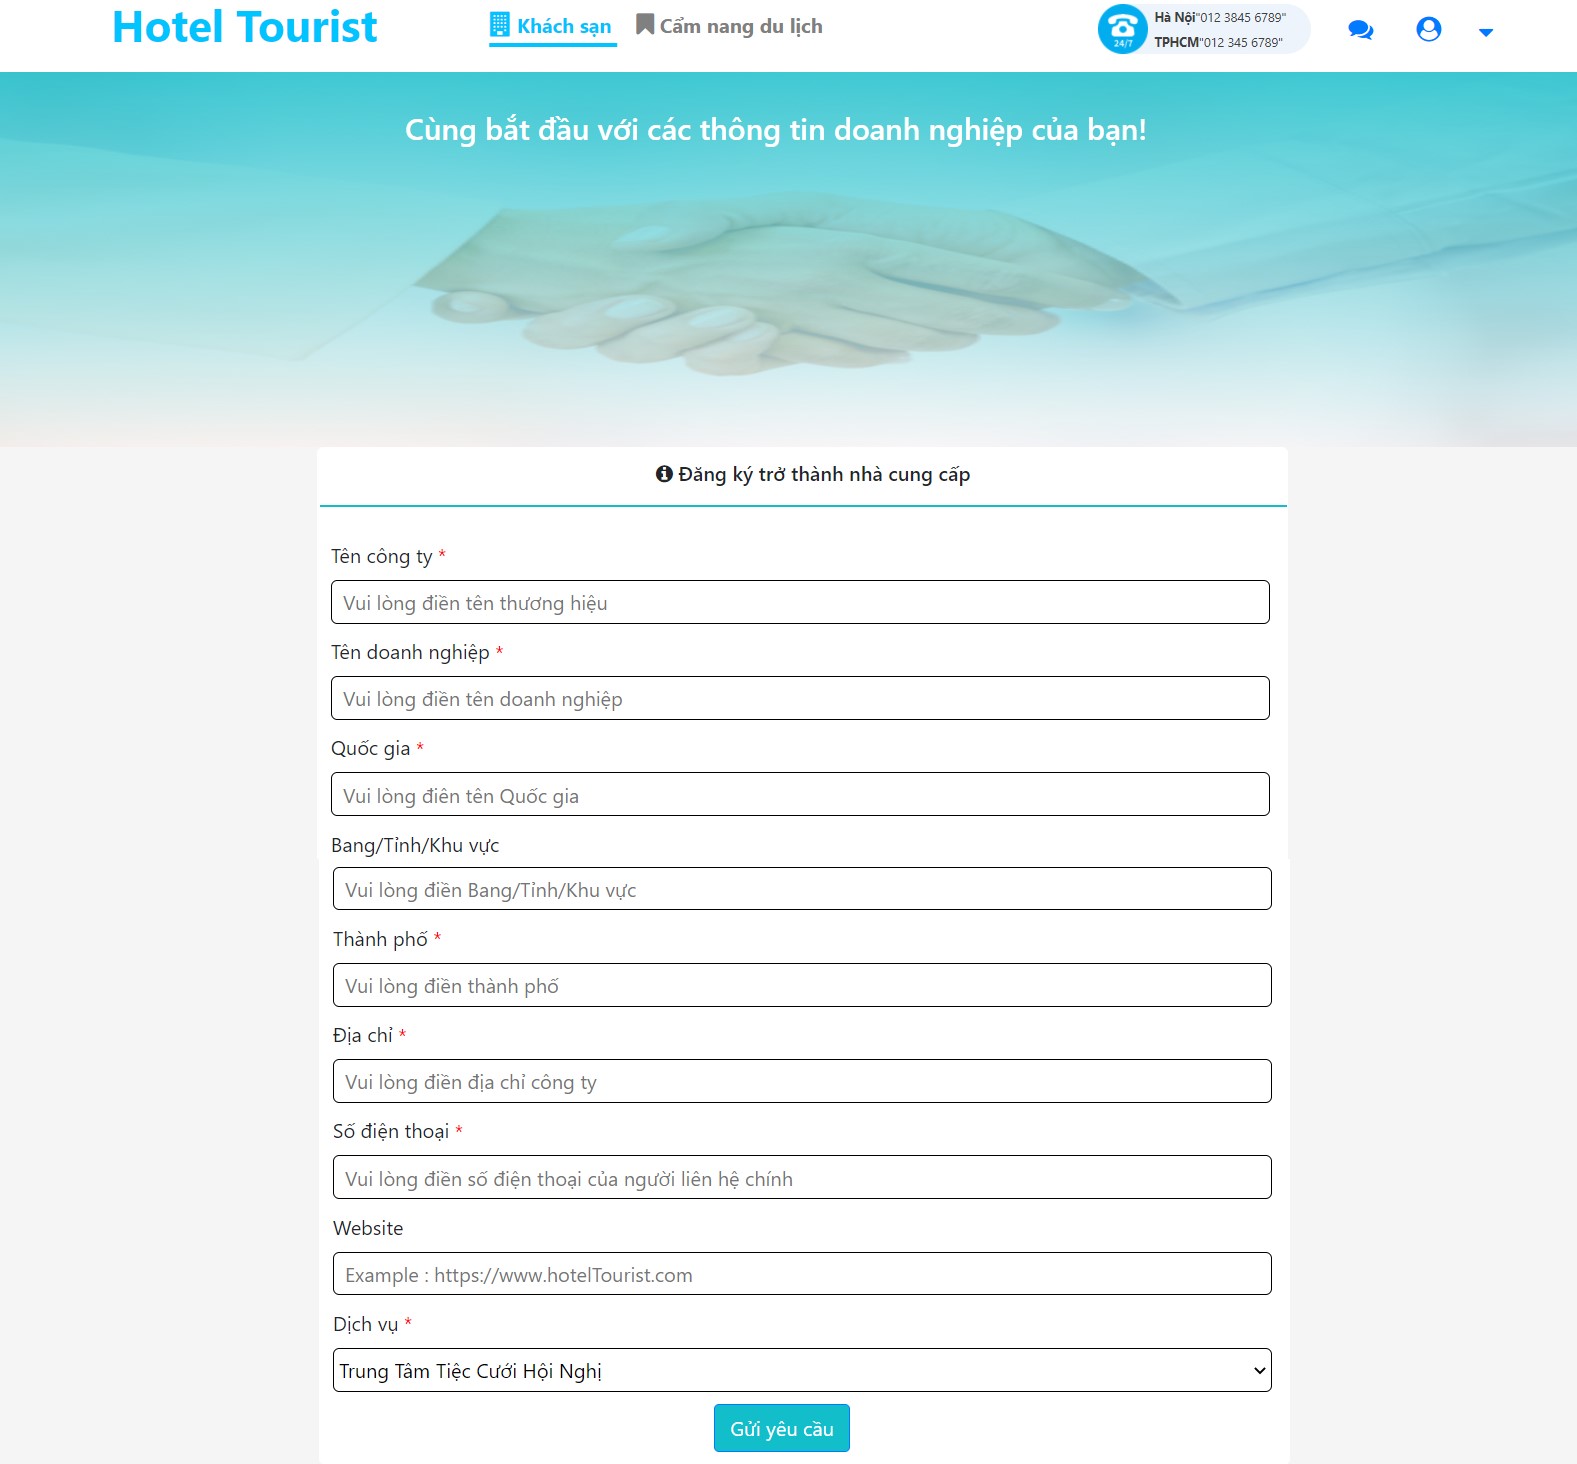 Hotel Tourist
Khách sạn
Cẩm nang du lịch
24/7
Hà Nội"012 3845 6789"
TPHCM"012 345 6789"
Cùng bắt đầu với các thông tin doanh nghiệp của bạn!
Đăng ký trở thành nhà cung cấp
Tên công ty *
Vui lòng điền tên thương hiệu
Tên doanh nghiệp *
Vui lòng điền tên doanh nghiệp
Quốc gia *
Vui lòng điên tên Quốc gia
Bang/Tỉnh/Khu vực
Vui lòng điền Bang/Tỉnh/Khu vực
Thành phố *
Vui lòng điền thành phố
Địa chỉ *
Vui lòng điền địa chỉ công ty
Số điện thoại *
Vui lòng điền số điện thoại của người liên hệ chính
Website
Example : https://www.hotelTourist.com
Dịch vụ *
Trung Tâm Tiệc Cưới Hội Nghị
Gửi yêu cầu